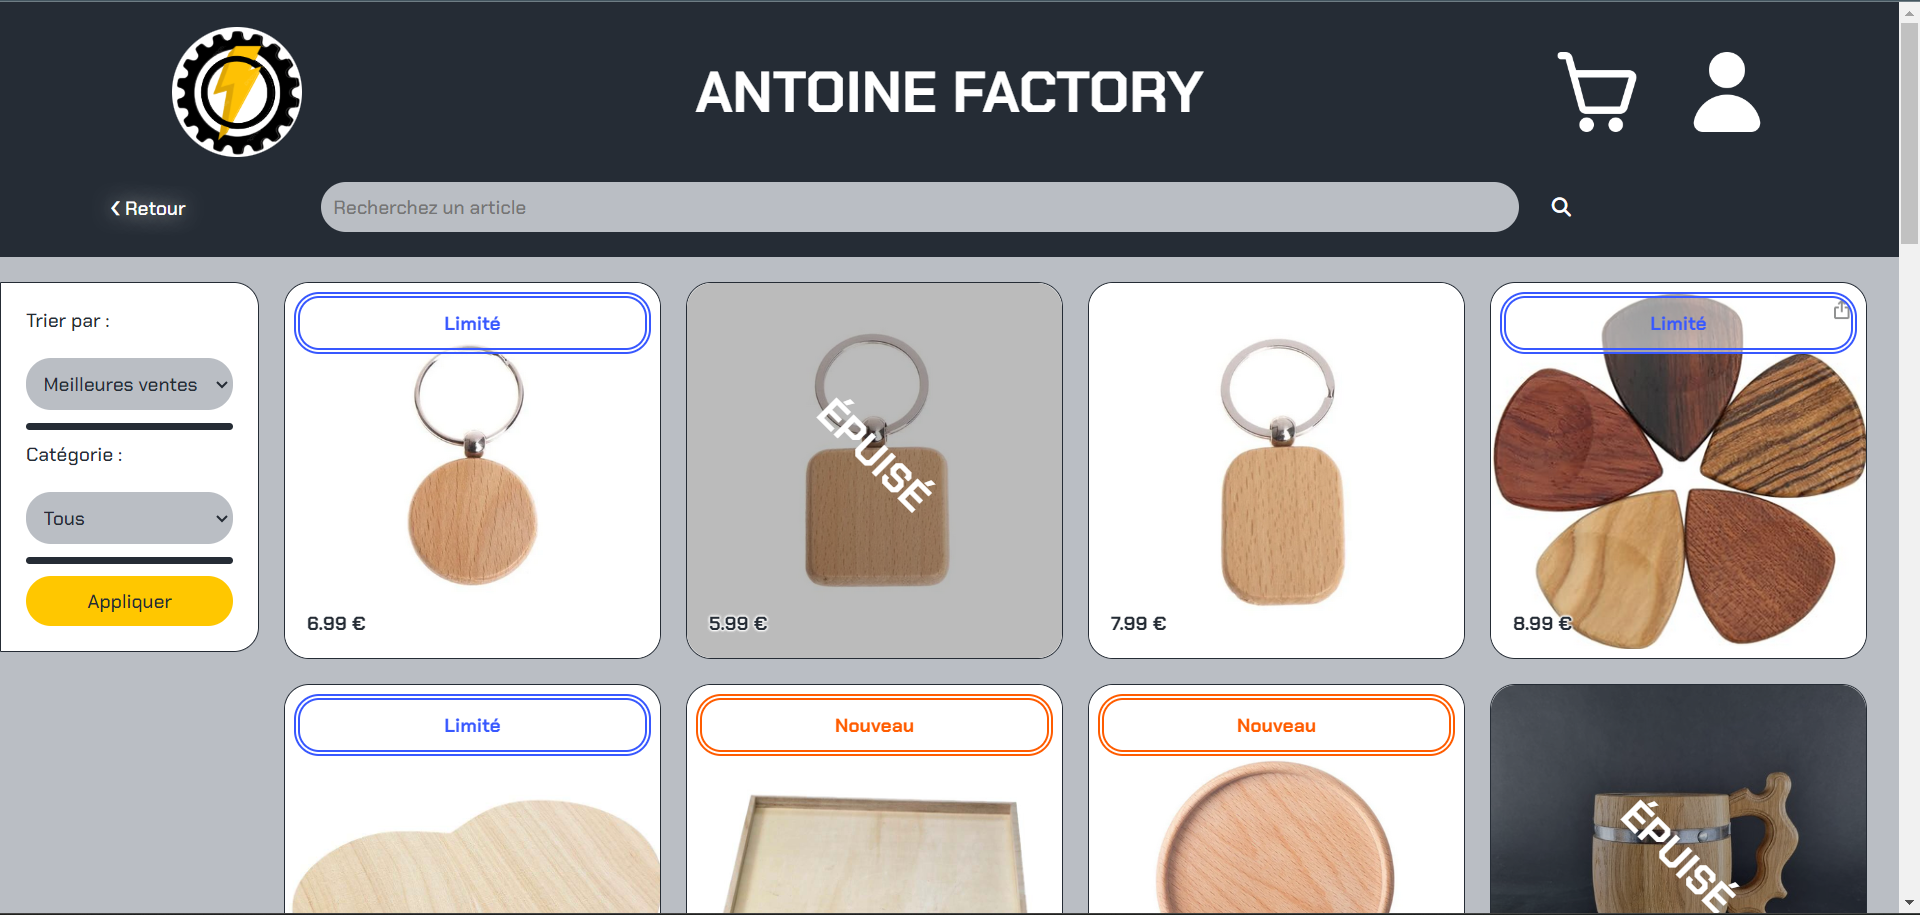 ANTOINE FACTORY
Retour
Recherchez un article
Trier par :
Meilleures ventes
Catégorie :
Tous
Appliquer
Limité
6.99 €
ÉPUISÉ
5.99 €
7.99 €
Limité
8.99 €
Limité
Nouveau
Nouveau
ÉPUISÉ